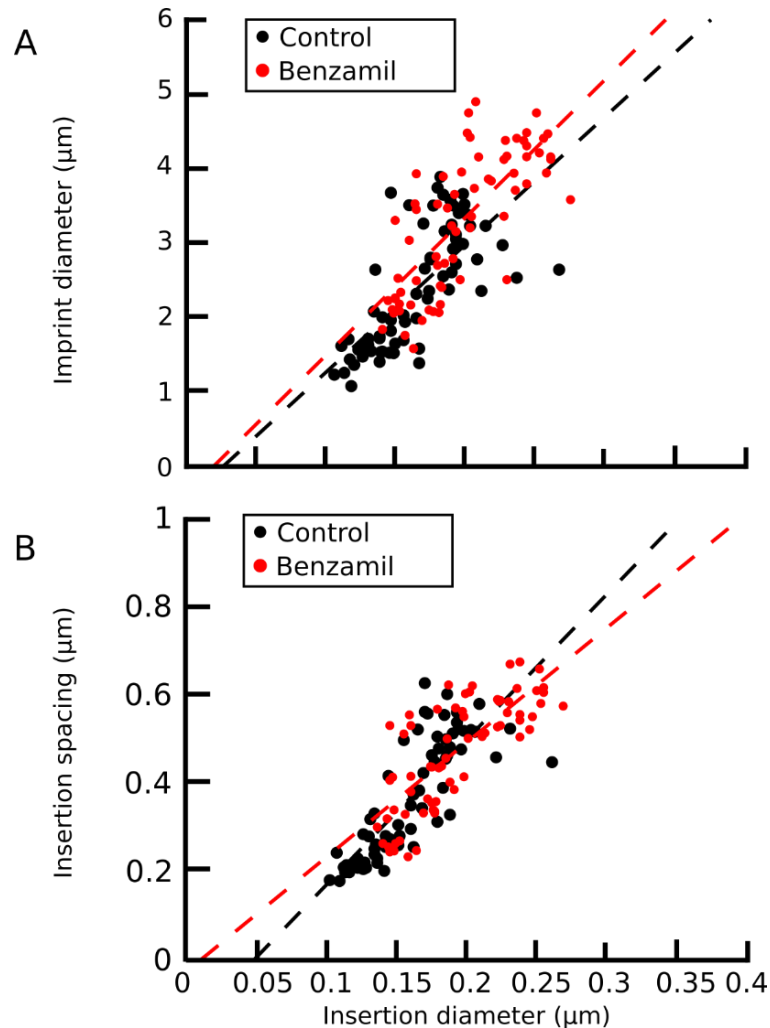 A
Control
Benzamil
Imprint diameter (µm)
6
5
4
3
2
1
0
B
Control
Benzamil
Insertion spacing (µm)
1
0.8
0.6
0.4
0.2
0
0 0.05 0.1 0.15 0.2 0.25 0.3 0.35 0.4
Insertion diameter (µm)